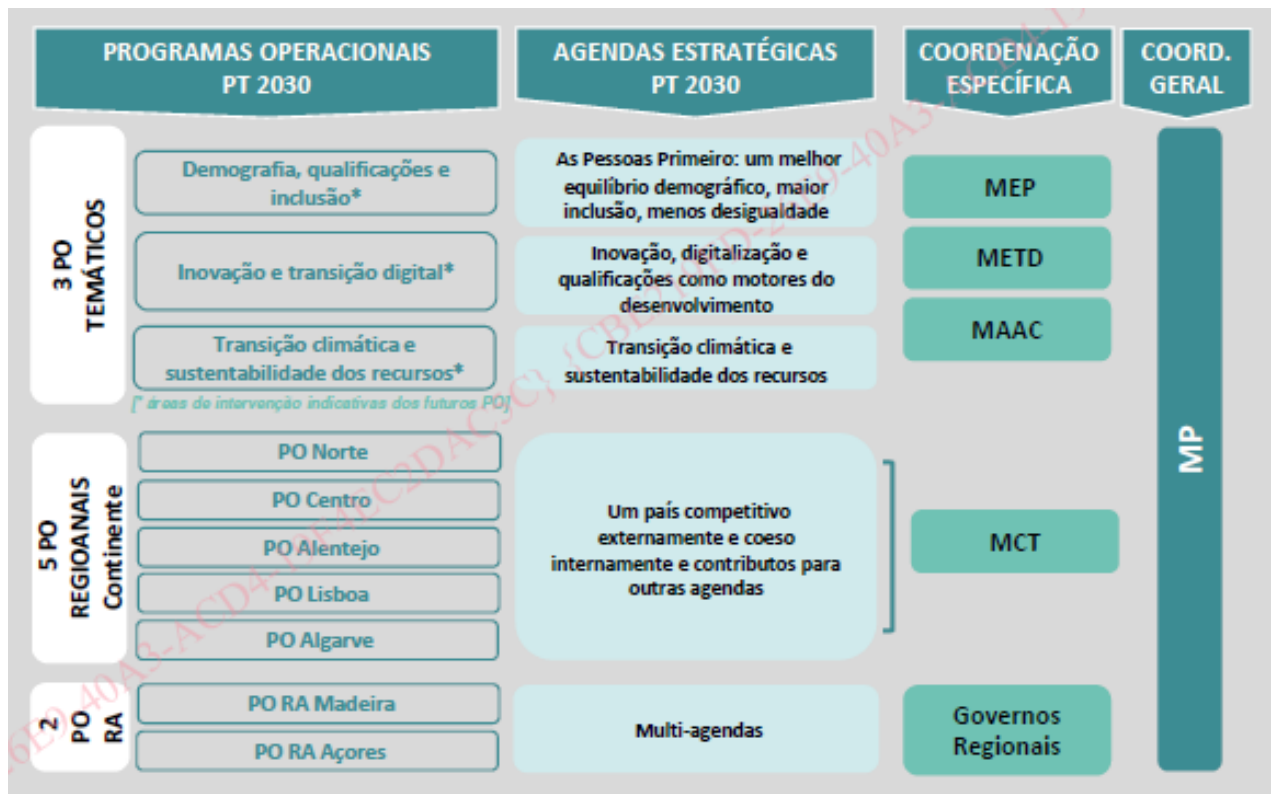 PROGRAMAS OPERACIONAIS
PT 2030
AGENDAS ESTRATÉGICAS
PT 2030
COORDENAÇÃO
ESPECÍFICA
COORD.
GERAL
3 PO
TEMÁTICOS
Demografia, qualificações e
inclusão*
As Pessoas Primeiro: um melhor
equilíbrio demográfico, maior
inclusão, menos desigualdade
MEP
Inovação e transição digital*
Inovação, digitalização e
qualificações como motores do
desenvolvimento
METD
Transição climática e
sustentabilidade dos recursos*
Transição climática e
sustentabilidade dos recursos
MAAC
[* áreas de intervenção indicativas dos futuros PO]
5 PO
REGIOANAIS
Continente
PO Norte
PO Centro
PO Alentejo
PO Lisboa
PO Algarve
Um país competitivo
externamente e coeso
internamente e contributos para
outras agendas
MCT
MP
2
PO
RA
PO RA Madeira
PO RA Açores
Multi-agendas
Governos
Regionais